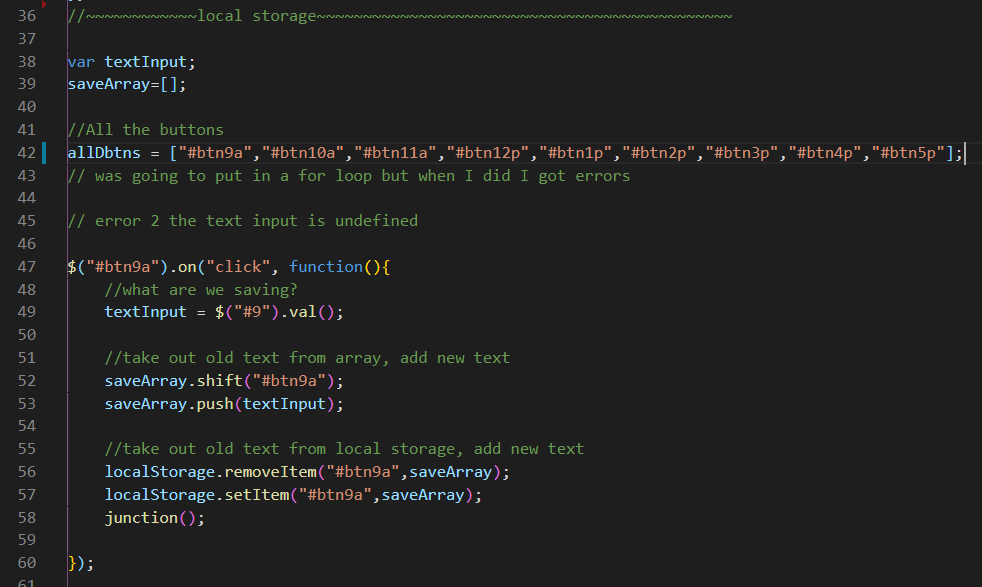 36 //~~~~~~~~~~~~local storage~~~~~~~~~~~~~~~~~~~~~~~~~~~~~~~~~~~~~~~~~~~~~
37
38 var textInput;
39 saveArray=[];
40
41 //All the buttons
42 allDbtns = ["#btn9a","#btn10a","#btn11a","#btn12p","#btn1p","#btn2p","#btn3p","#btn4p","#btn5p"];
43 // was going to put in a for loop but when I did I got errors
44
45 // error 2 the text input is undefined
46
47 $("#btn9a").on("click", function(){
48     //what are we saving?
49     textInput = $("#9").val();
50
51     //take out old text from array, add new text
52     saveArray.shift("#btn9a");
53     saveArray.push(textInput);
54
55     //take out old text from local storage, add new text
56     localStorage.removeItem("#btn9a",saveArray);
57     localStorage.setItem("#btn9a",saveArray);
58     junction();
59
60 });
61